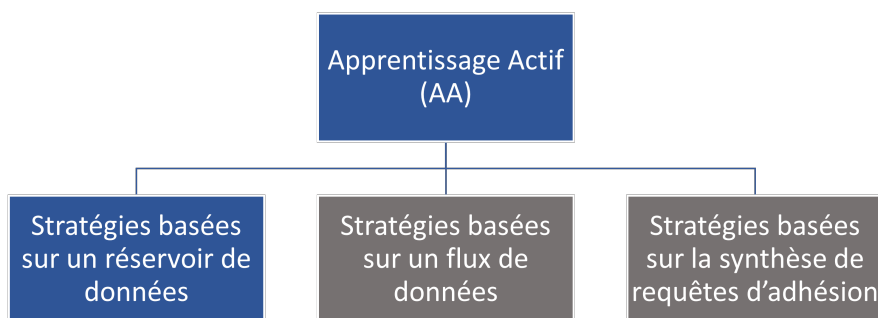 Apprentissage Actif
(AA)
Stratégies basées
sur un réservoir de
données
Stratégies basées
sur un flux de
données
Stratégies basées
sur la synthèse de
requêtes d’adhésion